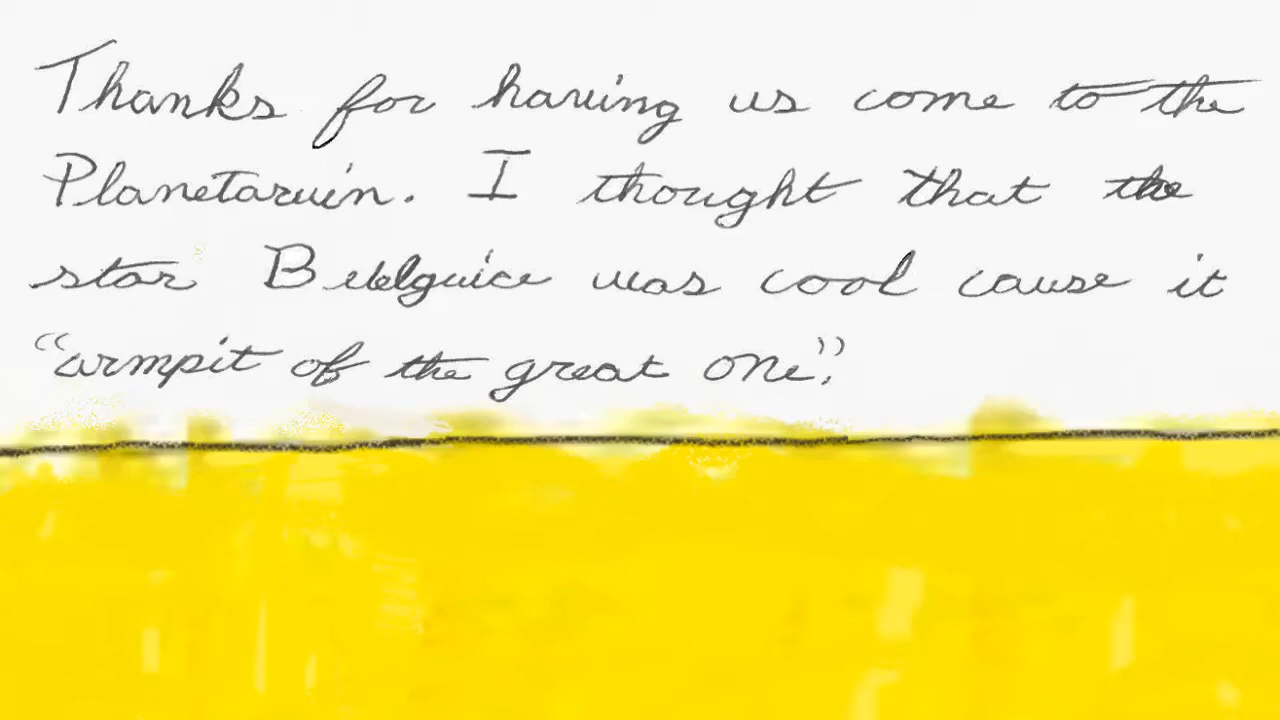 Thanks for having us come to the
Planetaruin. I thought that the
star Betelguice was cool cause it
"armpit of the great one".